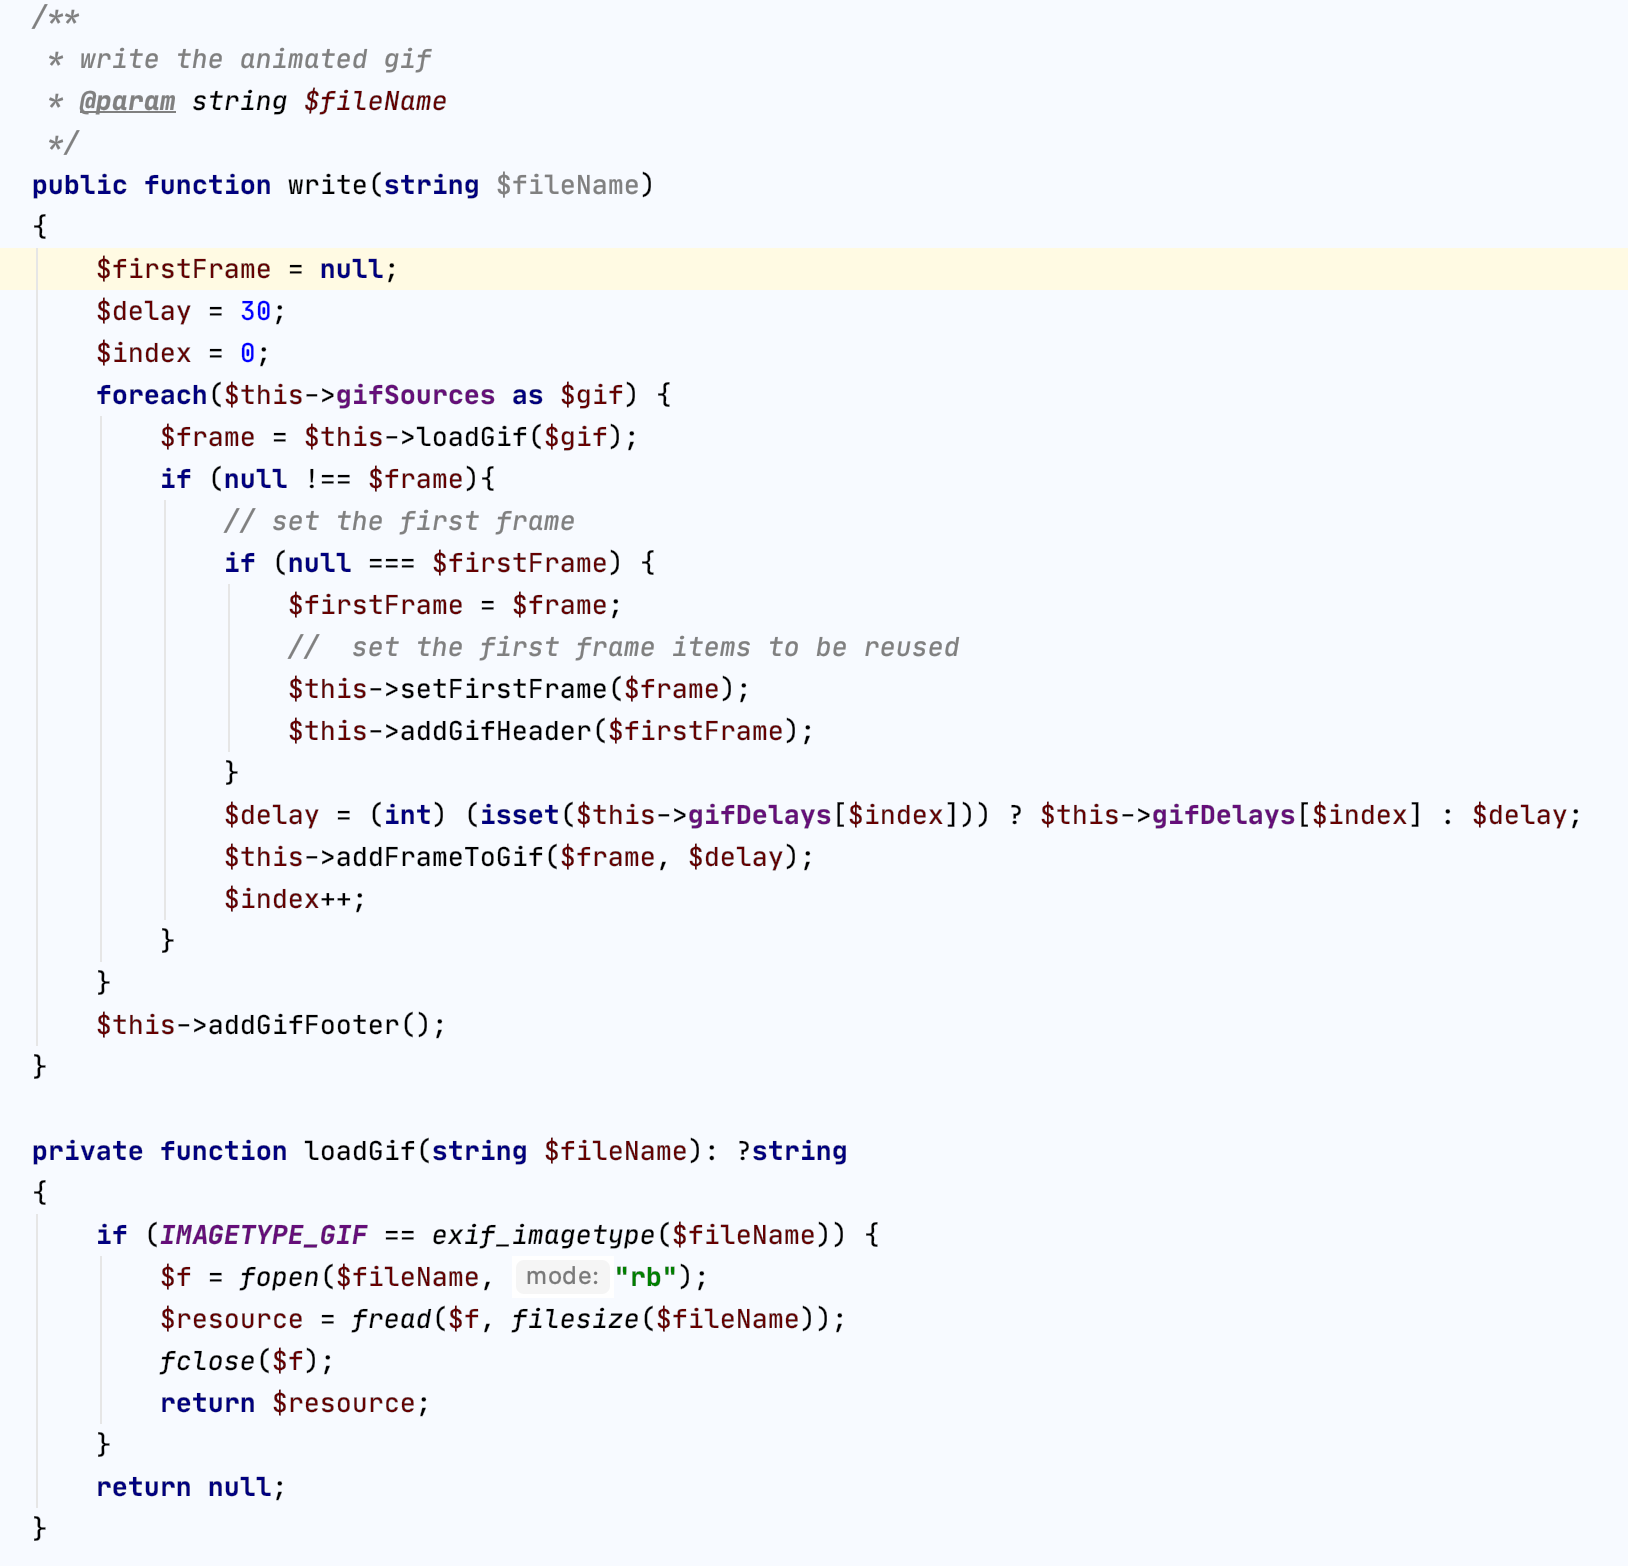 /**
 * write the animated gif
 * @param string $fileName
 */
public function write(string $fileName)
{
    $firstFrame = null;
    $delay = 30;
    $index = 0;
    foreach($this->gifSources as $gif) {
        $frame = $this->loadGif($gif);
        if (null !== $frame){
            // set the first frame
            if (null === $firstFrame) {
                $firstFrame = $frame;
                //  set the first frame items to be reused
                $this->setFirstFrame($frame);
                $this->addGifHeader($firstFrame);
            }
            $delay = (int) (isset($this->gifDelays[$index])) ? $this->gifDelays[$index] : $delay;
            $this->addFrameToGif($frame, $delay);
            $index++;
        }
    }
    $this->addGifFooter();
}

private function loadGif(string $fileName): ?string
{
    if (IMAGETYPE_GIF == exif_imagetype($fileName)) {
        $f = fopen($fileName, mode: "rb");
        $resource = fread($f, filesize($fileName));
        fclose($f);
        return $resource;
    }
    return null;
}